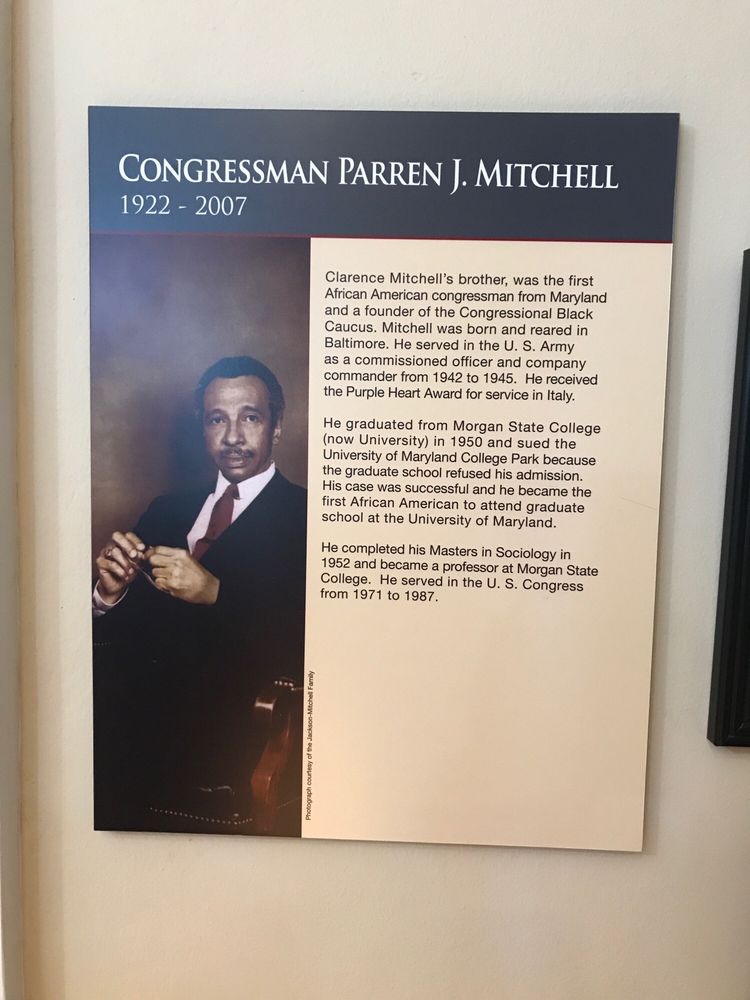 CONGRESSMAN PARREN J. MITCHELL
1922 - 2007
Clarence Mitchell's brother, was the first
African American congressman from Maryland
and a founder of the Congressional Black
Caucus. Mitchell was born and reared in
Baltimore. He served in the U. S. Army
as a commissioned officer and company
commander from 1942 to 1945. He received
the Purple Heart Award for service in Italy.
He graduated from Morgan State College
(now University) in 1950 and sued the
University of Maryland College Park because
the graduate school refused his admission.
His case was successful and he became the
first African American to attend graduate
school at the University of Maryland.
He completed his Masters in Sociology in
1952 and became a professor at Morgan State
College. He served in the U. S. Congress
from 1971 to 1987.
Photograph courtesy of the Jackson-Mitchell Family